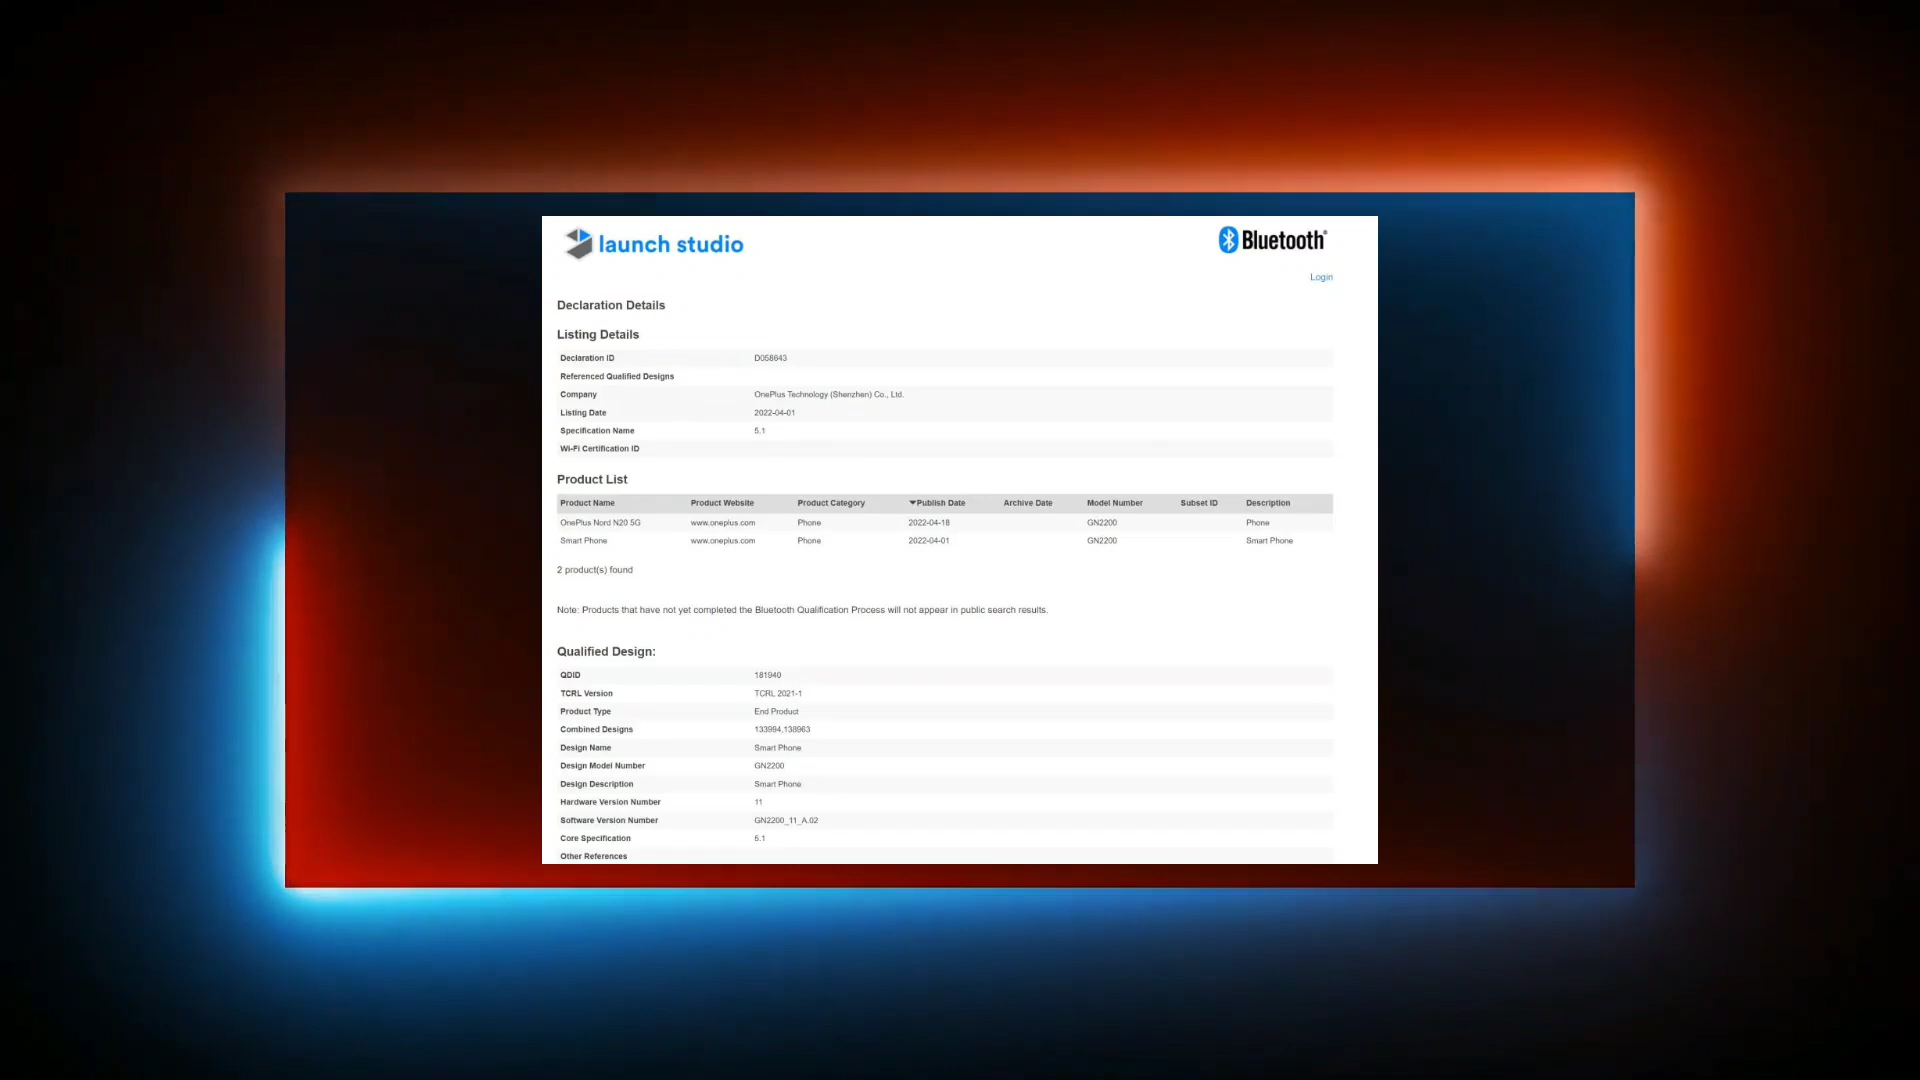 launch studio
Bluetooth®
Login
Declaration Details
Listing Details
Declaration ID D058643
Referenced Qualified Designs
Company OnePlus Technology (Shenzhen) Co., Ltd.
Listing Date 2022-04-01
Specification Name 5.1
Wi-Fi Certification ID
Product List
Product Name Product Website Product Category ▼Publish Date Archive Date Model Number Subset ID Description
OnePlus Nord N20 5G www.oneplus.com Phone 2022-04-18 GN2200 Phone
Smart Phone www.oneplus.com Phone 2022-04-01 GN2200 Smart Phone
2 product(s) found
Note: Products that have not yet completed the Bluetooth Qualification Process will not appear in public search results.
Qualified Design:
QDID 181940
TCRL Version TCRL 2021-1
Product Type End Product
Combined Designs 133994,138963
Design Name Smart Phone
Design Model Number GN2200
Design Description Smart Phone
Hardware Version Number 11
Software Version Number GN2200_11_A.02
Core Specification 5.1
Other References